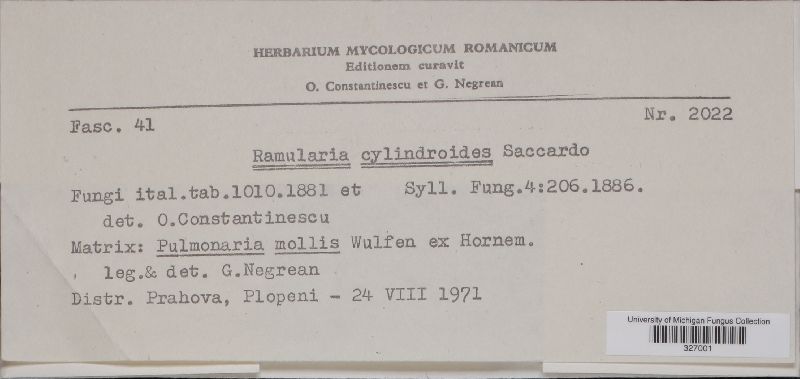 HERBARIUM MYCOLOGICUM ROMANICUM
Editionem curavit
O. Constantinescu et G. Negrean
Fasc. 41
Nr. 2022
Ramularia cylindroides Saccardo
Fungi ital.tab.1010.1881 et Syll. Fung.4:206.1886.
det. O.Constantinescu
Matrix: Pulmonaria mollis Wulfen ex Hornem.
leg.& det. G.Negrean
Distr. Prahova, Plopeni - 24 VIII 1971
University of Michigan Fungus Collection
327001